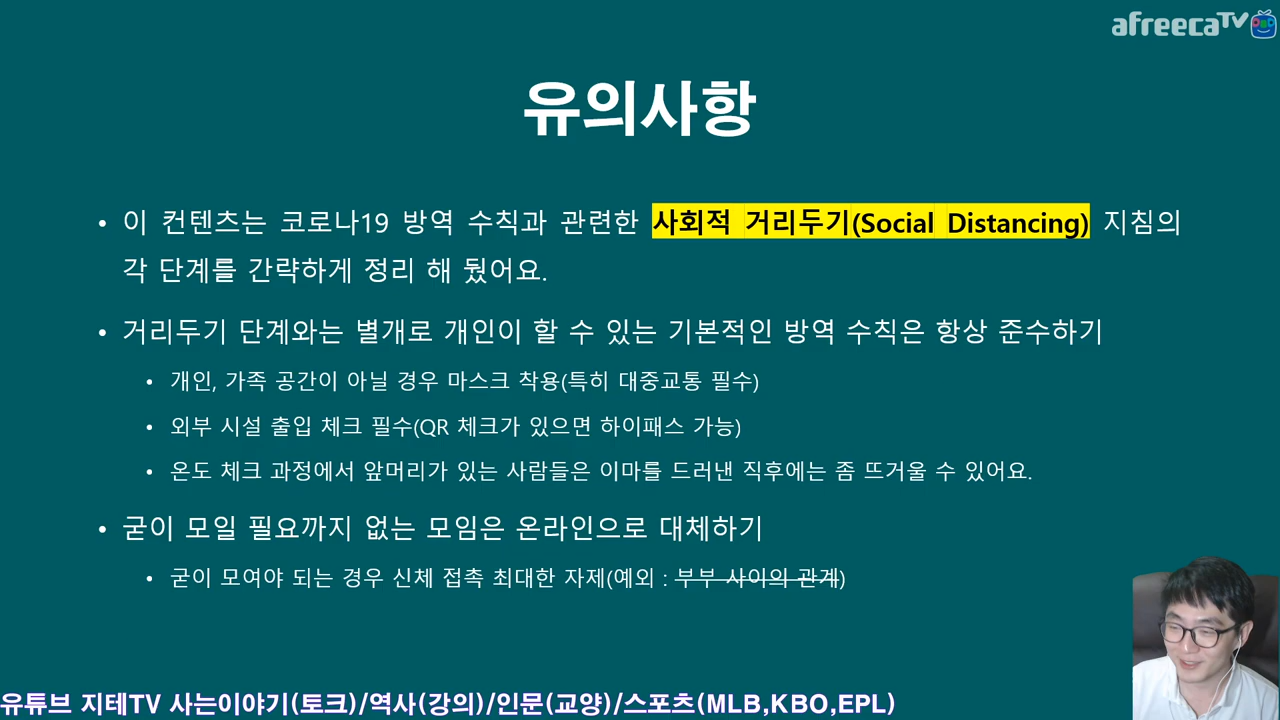 afreecaTV
유의사항
• 이 컨텐츠는 코로나19 방역 수칙과 관련한 사회적 거리두기(Social Distancing) 지침의
각 단계를 간략하게 정리 해 뒀어요.
• 거리두기 단계와는 별개로 개인이 할 수 있는 기본적인 방역 수칙은 항상 준수하기
• 개인, 가족 공간이 아닐 경우 마스크 착용(특히 대중교통 필수)
• 외부 시설 출입 체크 필수(QR 체크가 있으면 하이패스 가능)
• 온도 체크 과정에서 앞머리가 있는 사람들은 이마를 드러낸 직후에는 좀 뜨거울 수 있어요.
• 굳이 모일 필요까지 없는 모임은 온라인으로 대체하기
• 굳이 모여야 되는 경우 신체 접촉 최대한 자제(예외 : 부부 사이의 관계)
유튜브 지테TV 사는이야기(토크)/역사(강의)/인문(교양)/스포츠(MLB,KBO,EPL)